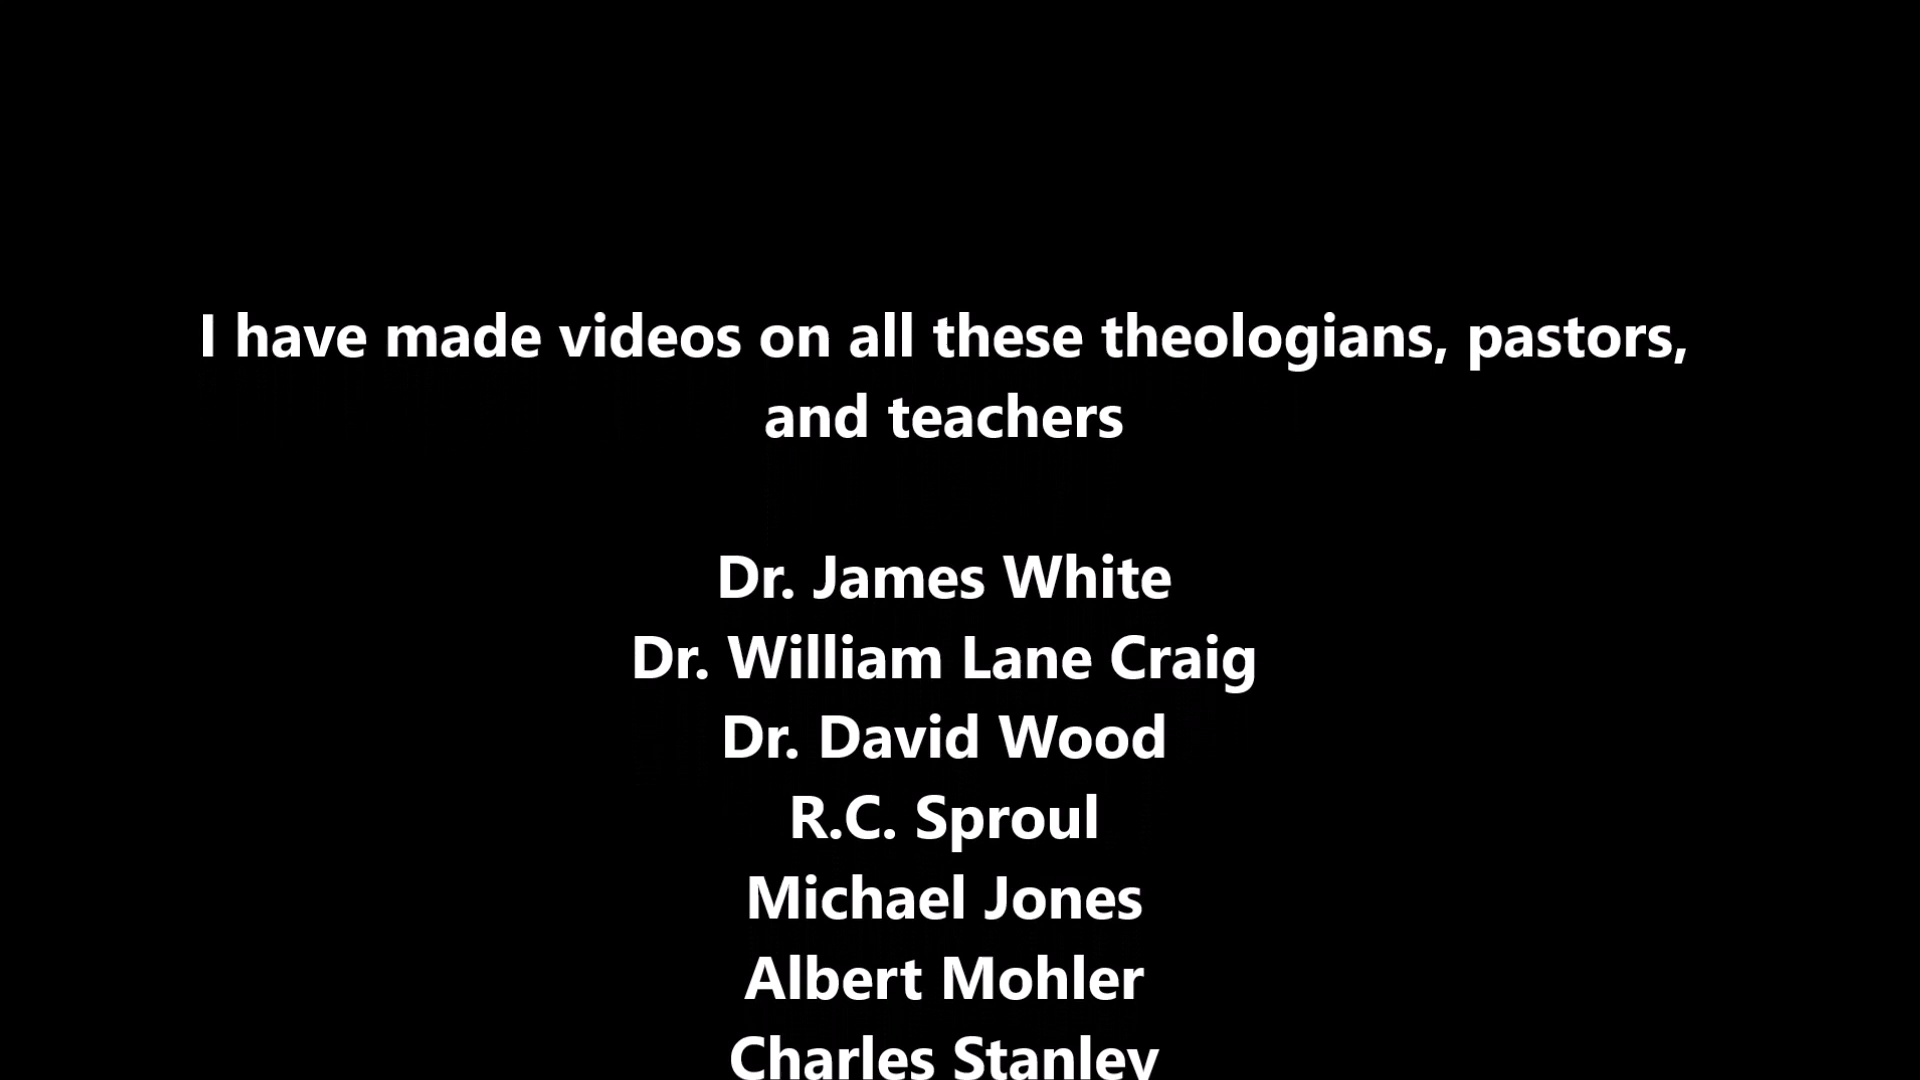 I have made videos on all these theologians, pastors,
and teachers
Dr. James White
Dr. William Lane Craig
Dr. David Wood
R.C. Sproul
Michael Jones
Albert Mohler
Charles Stanley